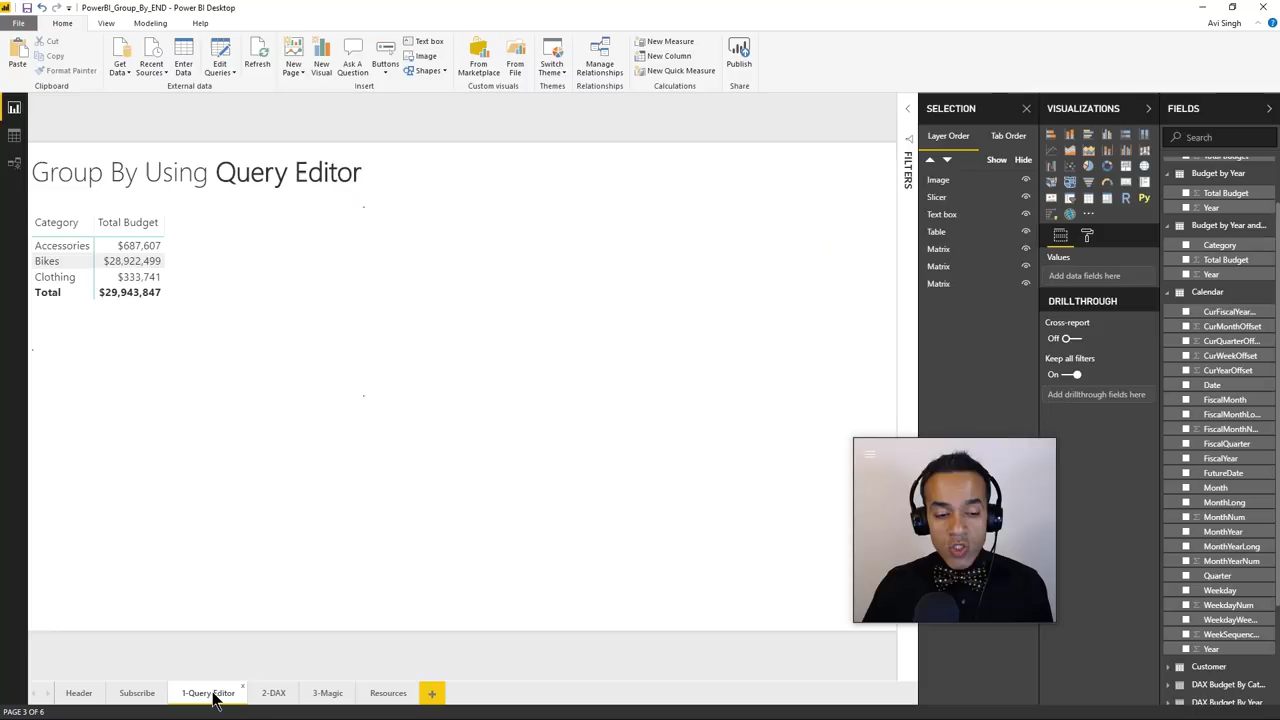 PowerBI_Group_By_END - Power BI Desktop
File Home View Modeling Help
Avi Singh
Paste
Cut
Copy
Format Painter
Clipboard
Get Data
Recent Sources
Enter Data
Edit Queries
Refresh
External data
New Page
New Visual
Ask A Question
Buttons
Text box
Image
Shapes
Insert
From Marketplace
From File
Custom visuals
Switch Theme
Themes
Manage Relationships
Relationships
New Measure
New Column
New Quick Measure
Calculations
Publish
Share
Group By Using Query Editor
Category Total Budget
Accessories $687,607
Bikes $28,922,499
Clothing $333,741
Total $29,943,847
FILTERS
SELECTION
Layer Order Tab Order
Show Hide
Image
Slicer
Text box
Table
Matrix
Matrix
Matrix
VISUALIZATIONS
R Py
Values
Add data fields here
DRILLTHROUGH
Cross-report
Off
Keep all filters
On
Add drillthrough fields here
FIELDS
Search
Total Budget
Budget by Year
Total Budget
Year
Budget by Year and...
Category
Total Budget
Year
Calendar
CurFiscalYear...
CurMonthOffset
CurQuarterOff...
CurWeekOffset
CurYearOffset
Date
FiscalMonth
FiscalMonthLo...
FiscalMonthN...
FiscalQuarter
FiscalYear
FutureDate
Month
MonthLong
MonthNum
MonthYear
MonthYearLong
MonthYearNum
Quarter
Weekday
WeekdayNum
WeekdayWee...
WeekSequenc...
Year
Customer
DAX Budget By Cat...
DAX Budget By Year
Header Subscribe 1-Query Editor 2-DAX 3-Magic Resources
PAGE 3 OF 6